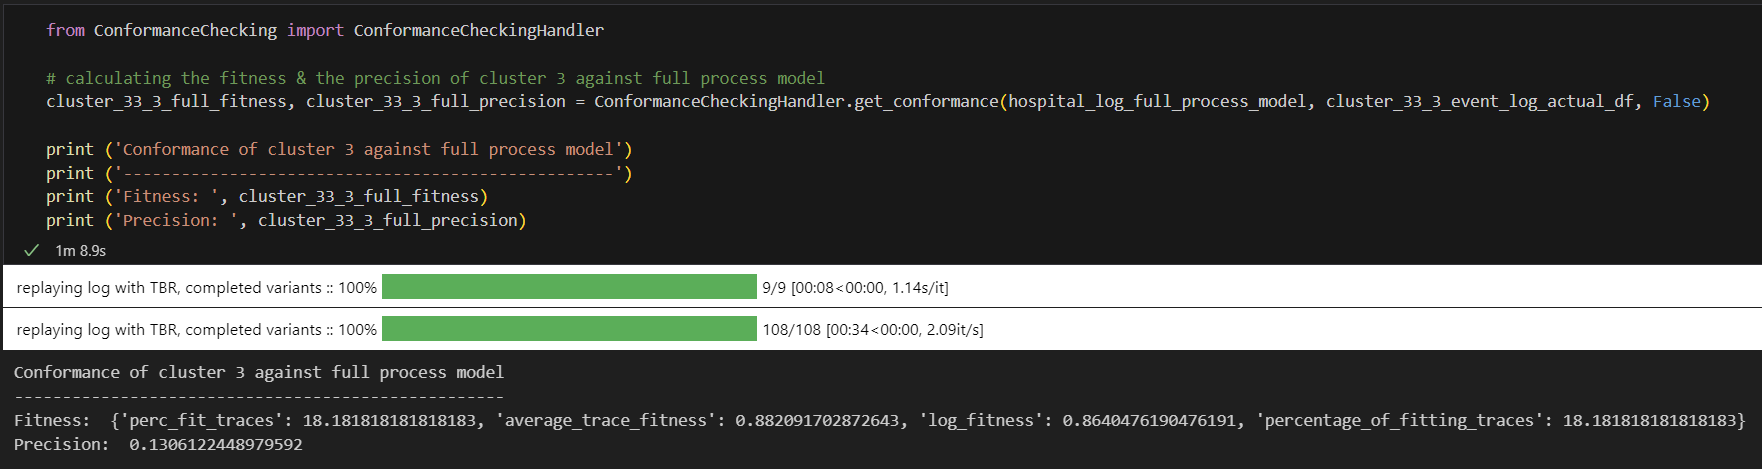 from ConformanceChecking import ConformanceCheckingHandler
# calculating the fitness & the precision of cluster 3 against full process model
cluster_33_3_full_fitness, cluster_33_3_full_precision = ConformanceCheckingHandler.get_conformance(hospital_log_full_process_model, cluster_33_3_event_log_actual_df, False)
print ('Conformance of cluster 3 against full process model')
print ('---------------------------------------------------')
print ('Fitness: ', cluster_33_3_full_fitness)
print ('Precision: ', cluster_33_3_full_precision)
✓ 1m 8.9s
replaying log with TBR, completed variants :: 100% 9/9 [00:08<00:00, 1.14s/it]
replaying log with TBR, completed variants :: 100% 108/108 [00:34<00:00, 2.09it/s]
Conformance of cluster 3 against full process model
---------------------------------------------------
Fitness:  {'perc_fit_traces': 18.181818181818183, 'average_trace_fitness': 0.882091702872643, 'log_fitness': 0.8640476190476191, 'percentage_of_fitting_traces': 18.181818181818183}
Precision:  0.1306122448979592